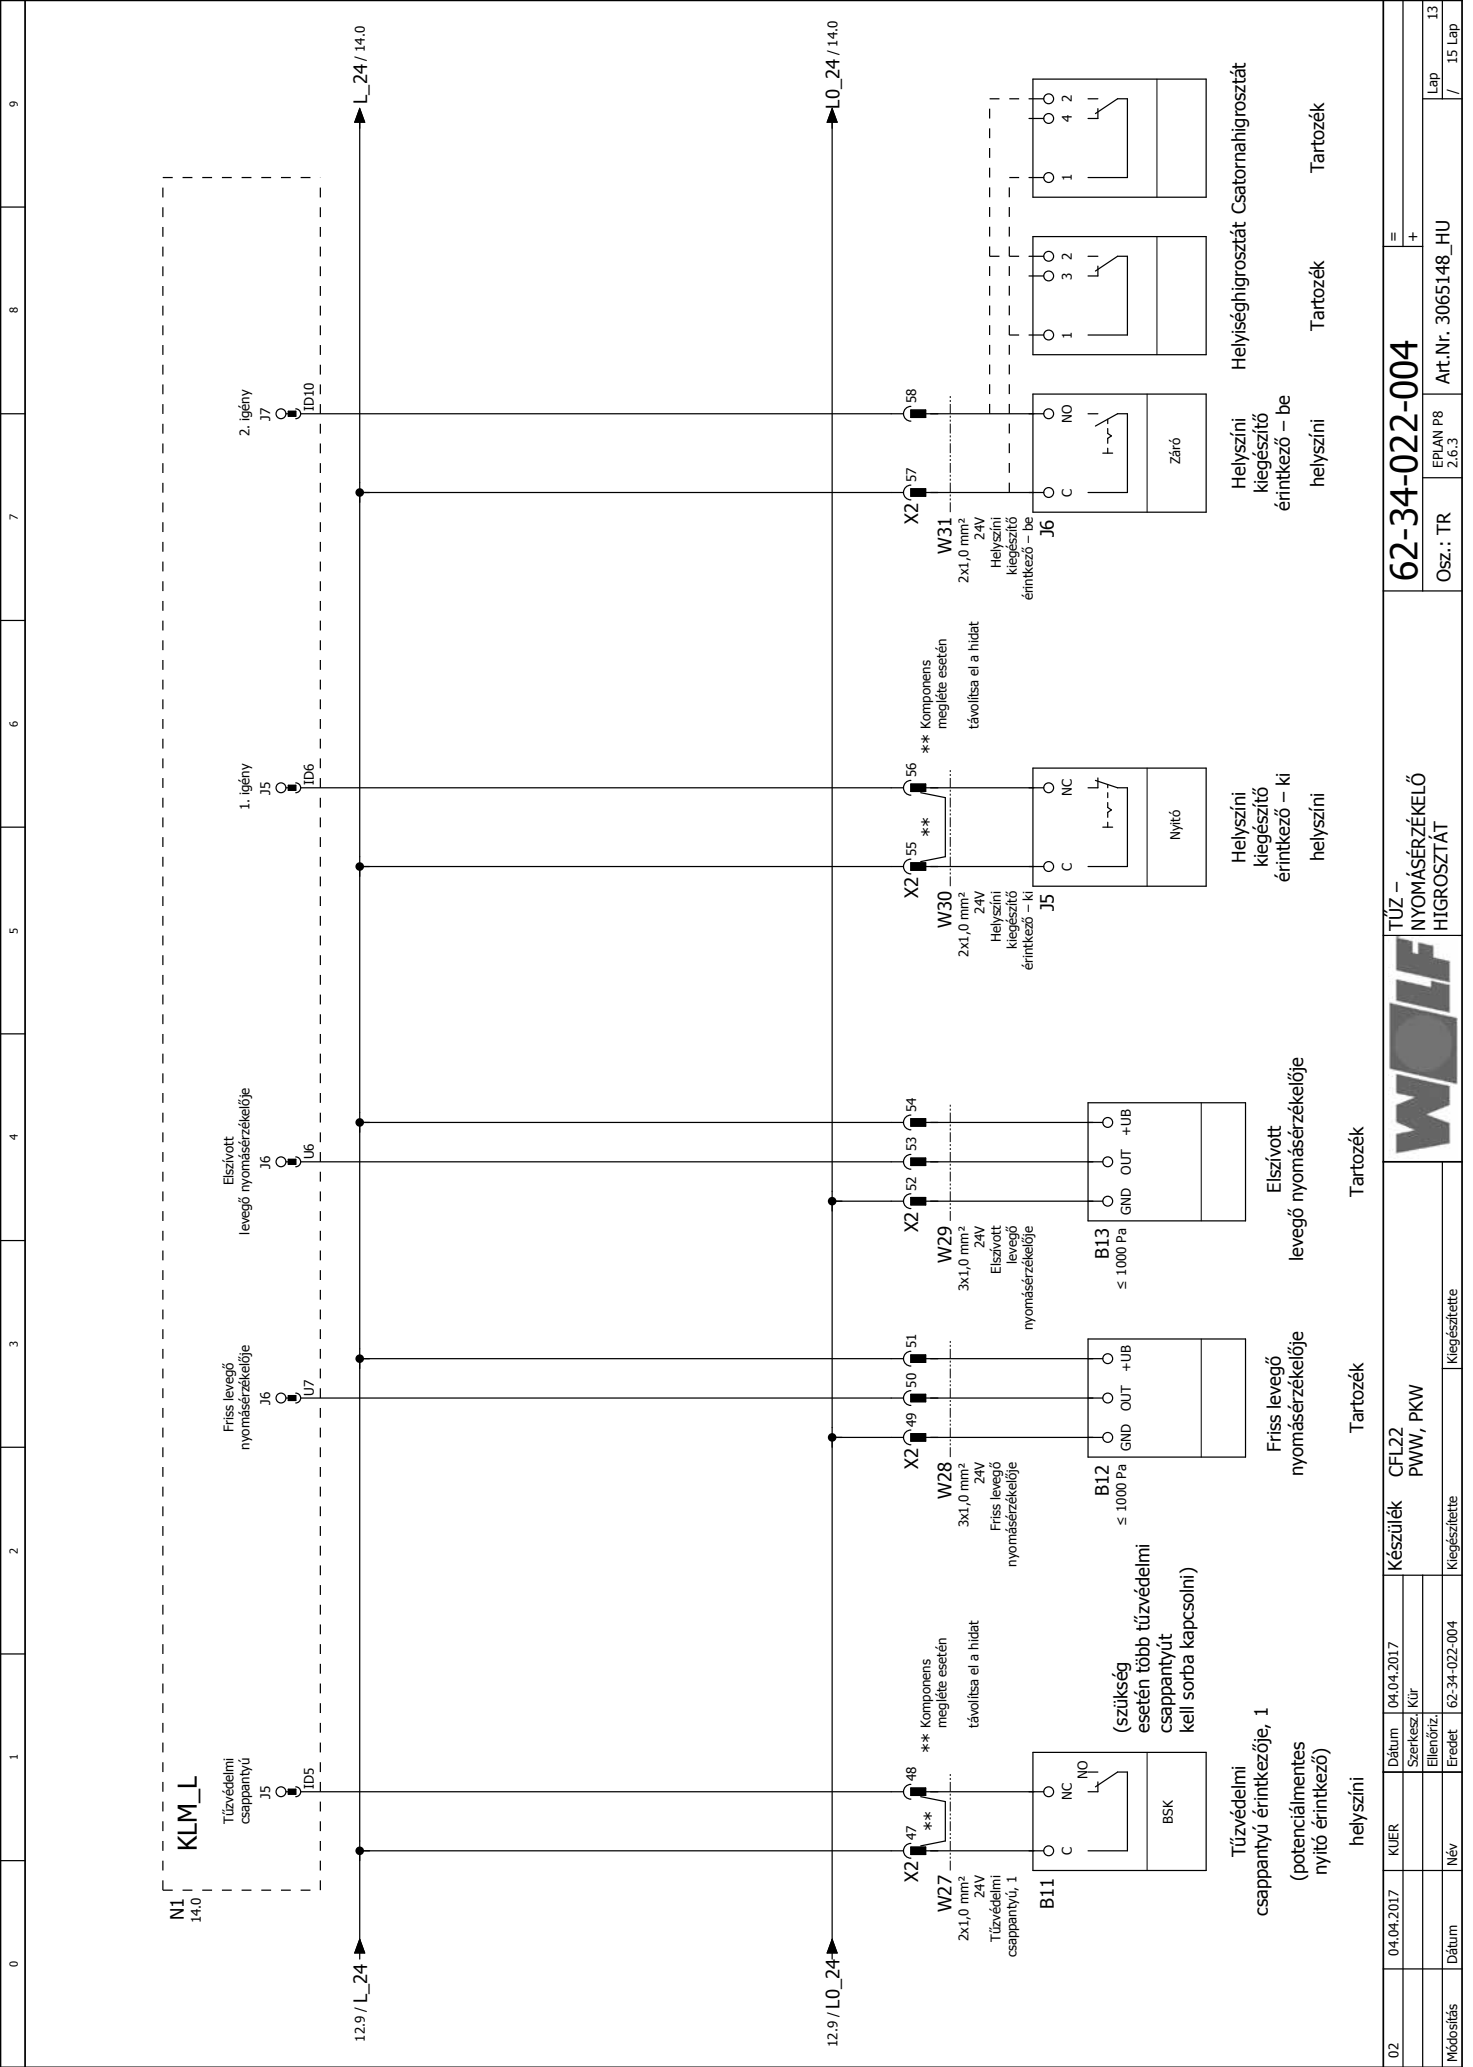 0 1 2 3 4 5 6 7 8 9
N1
14.0
KLM_L
Tűzvédelmi
csappantyú
J5
ID5
Friss levegő
nyomásérzékelője
J6
U7
Elszívott
levegő nyomásérzékelője
J6
U6
1. igény
J5
ID6
2. igény
J7
ID10
12.9 / L_24
L_24 / 14.0
12.9 / L0_24
L0_24 / 14.0
X2 47 48
**
** Komponens
megléte esetén
távolítsa el a hidat
W27
2x1,0 mm²
24V
Tűzvédelmi
csappantyú, 1
B11
C NC NO
BSK
(szükség
esetén több tűzvédelmi
csappantyút
kell sorba kapcsolni)
Tűzvédelmi
csappantyú érintkezője, 1
(potenciálmentes
nyitó érintkező)
helyszíni
X2 49 50 51
W28
3x1,0 mm²
24V
Friss levegő
nyomásérzékelője
B12
≤ 1000 Pa
GND OUT +UB
Friss levegő
nyomásérzékelője
Tartozék
X2 52 53 54
W29
3x1,0 mm²
24V
Elszívott
levegő
nyomásérzékelője
B13
≤ 1000 Pa
GND OUT +UB
Elszívott
levegő nyomásérzékelője
Tartozék
X2 55 56
**
** Komponens
megléte esetén
távolítsa el a hidat
W30
2x1,0 mm²
24V
Helyszíni
kiegészítő
érintkező – ki
J5
C NC
Nyitó
Helyszíni
kiegészítő
érintkező – ki
helyszíni
X2 57 58
W31
2x1,0 mm²
24V
Helyszíni
kiegészítő
érintkező – be
J6
C NO
Záró
Helyszíni
kiegészítő
érintkező – be
helyszíni
1 3 2
Helyiséghigrosztát
Tartozék
1 4 2
Csatornahigrosztát
Tartozék
02
04.04.2017
KUER
Módosítás
Dátum
Név
Dátum 04.04.2017
Szerkesz. Kür
Ellenőriz.
Eredet 62-34-022-004
Készülék CFL22
PWW, PKW
Kiegészítette
Kiegészítette
WOLF
TŰZ –
NYOMÁSÉRZÉKELŐ
HIGROSZTÁT
62-34-022-004
=
+
Osz.: TR
EPLAN P8
2.6.3
Art.Nr. 3065148_HU
Lap 13
/ 15 Lap